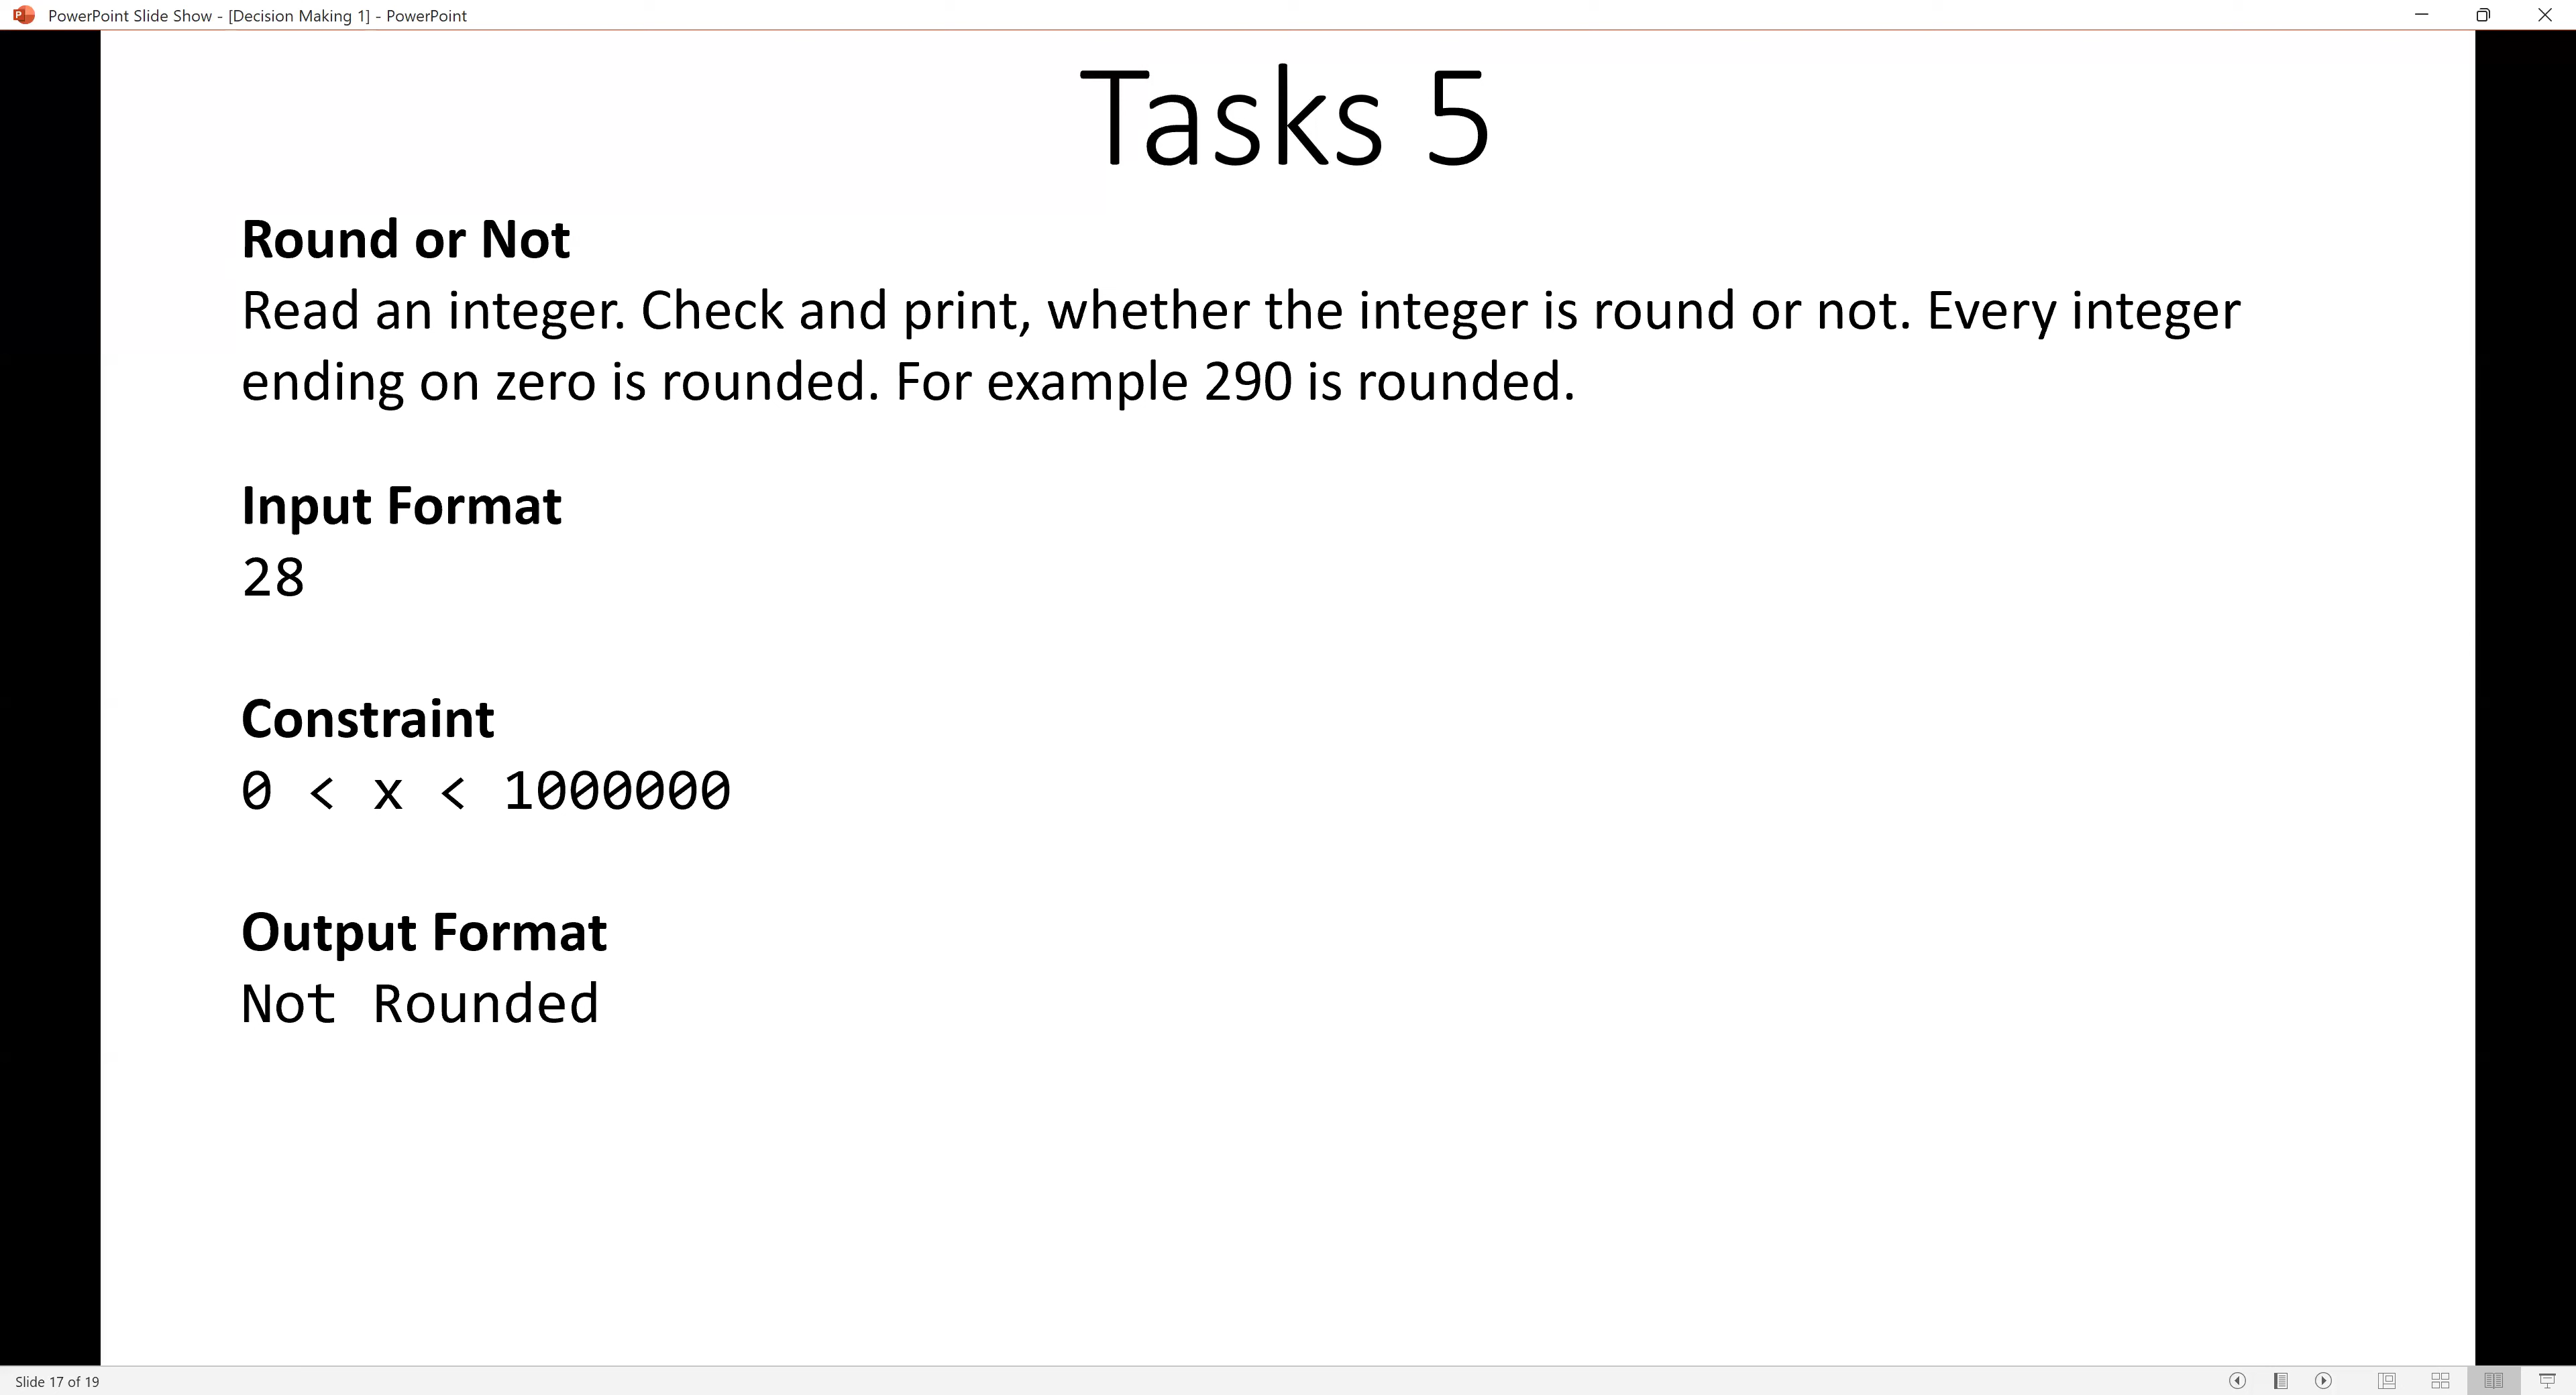 PowerPoint Slide Show - [Decision Making 1] - PowerPoint
Tasks 5
Round or Not
Read an integer. Check and print, whether the integer is round or not. Every integer
ending on zero is rounded. For example 290 is rounded.
Input Format
28
Constraint
0 < x < 1000000
Output Format
Not Rounded
Slide 17 of 19